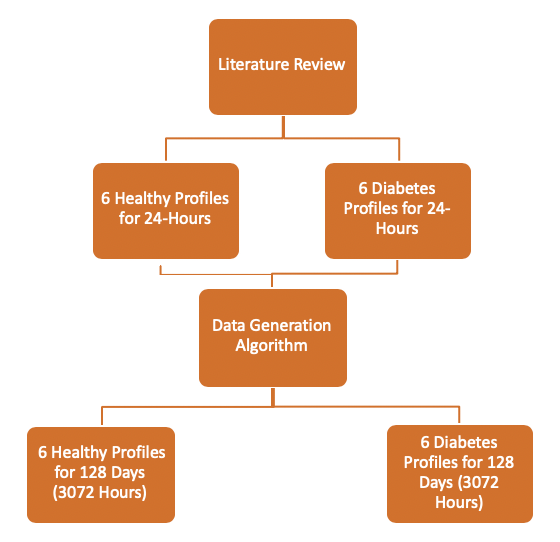 Literature Review
6 Healthy Profiles
for 24-Hours
6 Diabetes
Profiles for 24-
Hours
Data Generation
Algorithm
6 Healthy Profiles
for 128 Days
(3072 Hours)
6 Diabetes
Profiles for 128
Days (3072
Hours)